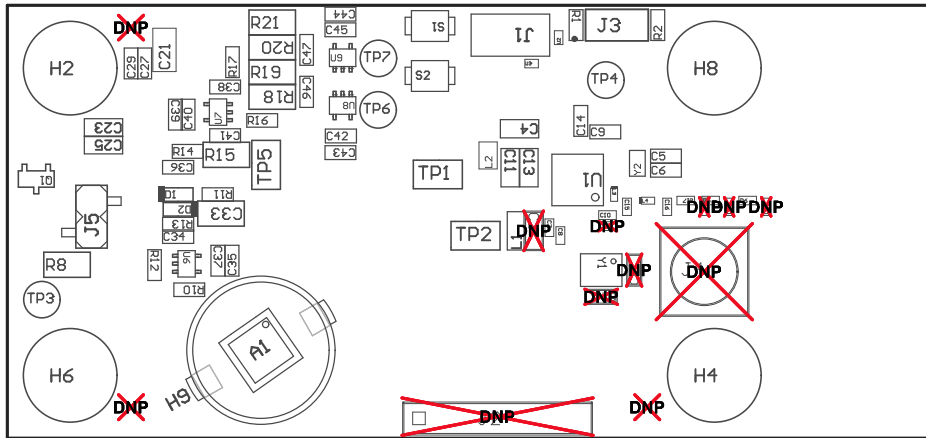 DNP
H2
C29
C27
C21
R17
C38
R21
R20
R19
R18
C47
C46
C44
C45
U9
TP7
U8
TP6
C42
C43
S1
S2
J1
R1
J3
R2
TP4
H8
C39
C40
U7
R16
C41
C23
C25
R14
R15
C36
TP5
TP1
L2
C4
C11
C13
C14
C9
U1
Y2
C5
C6
Q1
J5
D1
D2
R11
R13
C33
C34
TP2
L1
DNP
DNP
DNP
DNP
DNP
R8
R12
U6
C37
C35
R10
Y1
DNP
DNP
DNP
TP3
A1
H9
H6
DNP
DNP
DNP
H4